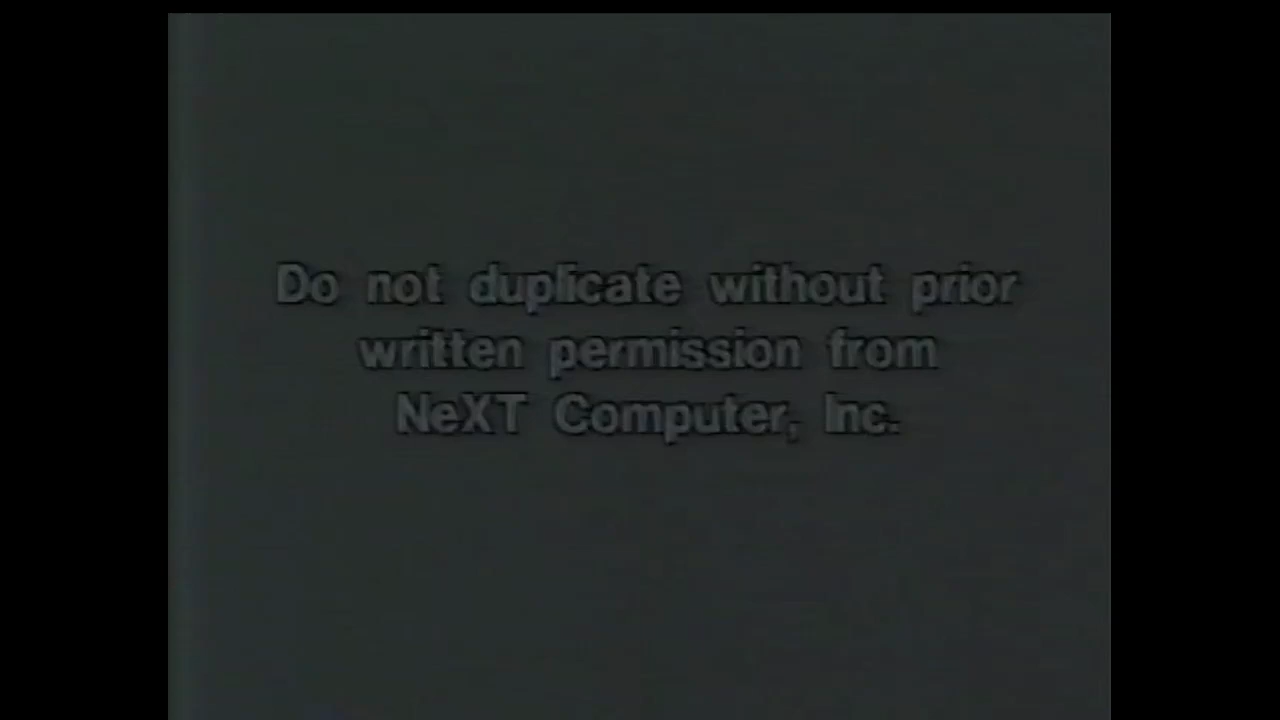 Do not duplicate without prior
written permission from
NeXT Computer, Inc.